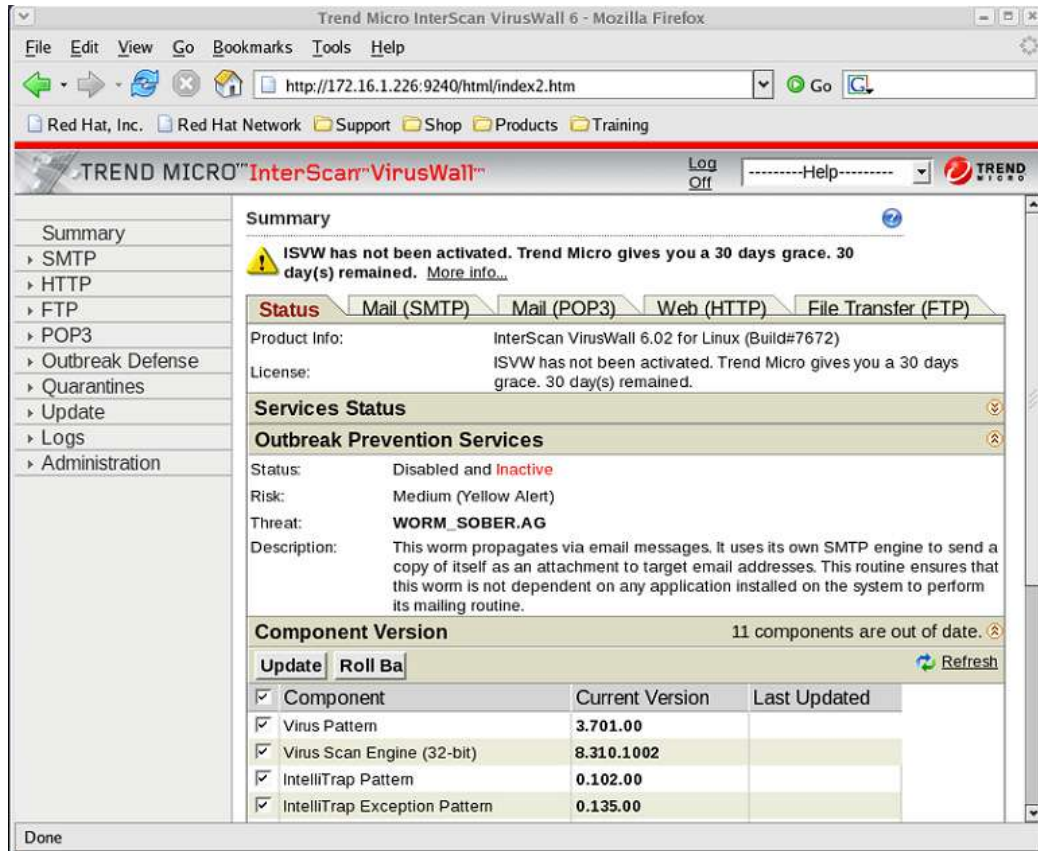 Trend Micro InterScan VirusWall 6 - Mozilla Firefox
File Edit View Go Bookmarks Tools Help
http://172.16.1.226:9240/html/index2.htm
Go
G
Red Hat, Inc. Red Hat Network Support Shop Products Training
TREND MICRO™ InterScan™ VirusWall™
Log Off
---------Help---------
TREND MICRO
Summary
SMTP
HTTP
FTP
POP3
Outbreak Defense
Quarantines
Update
Logs
Administration
Summary
ISVW has not been activated. Trend Micro gives you a 30 days grace. 30
day(s) remained. More info...
Status Mail (SMTP) Mail (POP3) Web (HTTP) File Transfer (FTP)
Product Info: InterScan VirusWall 6.02 for Linux (Build#7672)
License: ISVW has not been activated. Trend Micro gives you a 30 days
grace. 30 day(s) remained.
Services Status
Outbreak Prevention Services
Status: Disabled and Inactive
Risk: Medium (Yellow Alert)
Threat: WORM_SOBER.AG
Description: This worm propagates via email messages. It uses its own SMTP engine to send a
copy of itself as an attachment to target email addresses. This routine ensures that
this worm is not dependent on any application installed on the system to perform
its mailing routine.
Component Version 11 components are out of date.
Update Roll Ba Refresh
Component Current Version Last Updated
Virus Pattern 3.701.00
Virus Scan Engine (32-bit) 8.310.1002
IntelliTrap Pattern 0.102.00
IntelliTrap Exception Pattern 0.135.00
Done